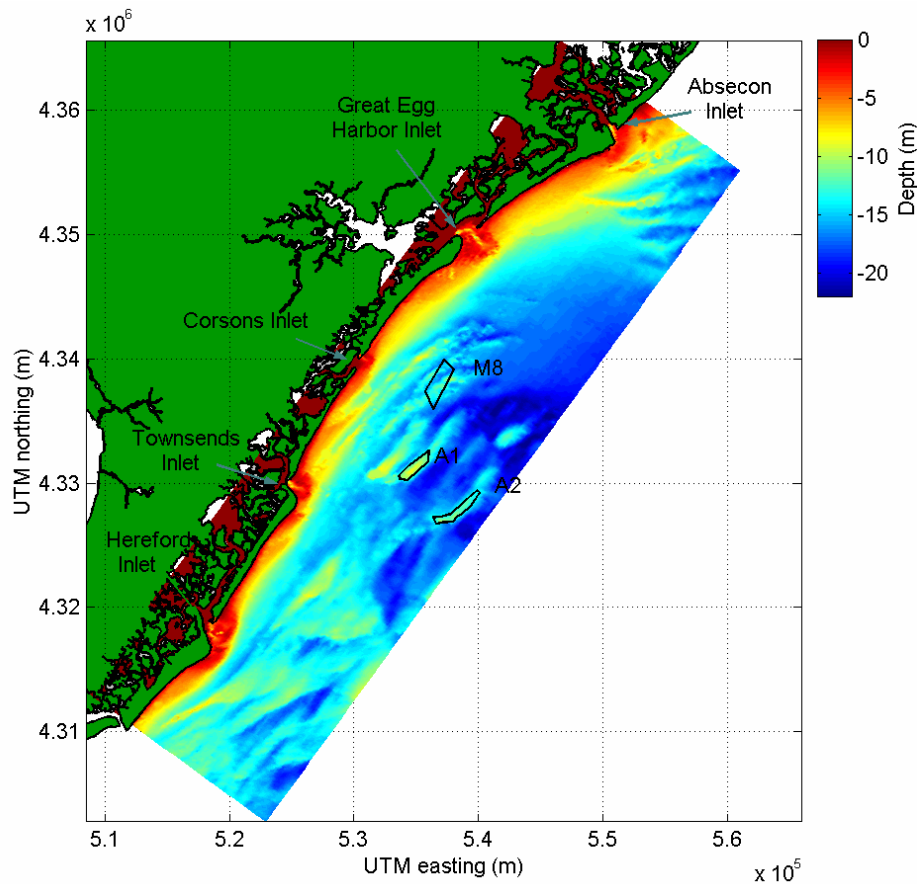 x 10^6
Absecon
Inlet
Great Egg
Harbor Inlet
Corsons Inlet
M8
Townsends
Inlet
A1
A2
Hereford
Inlet
4.36
4.35
4.34
4.33
4.32
4.31
UTM northing (m)
5.1 5.2 5.3 5.4 5.5 5.6
UTM easting (m)
x 10^5
0
-5
-10
-15
-20
Depth (m)